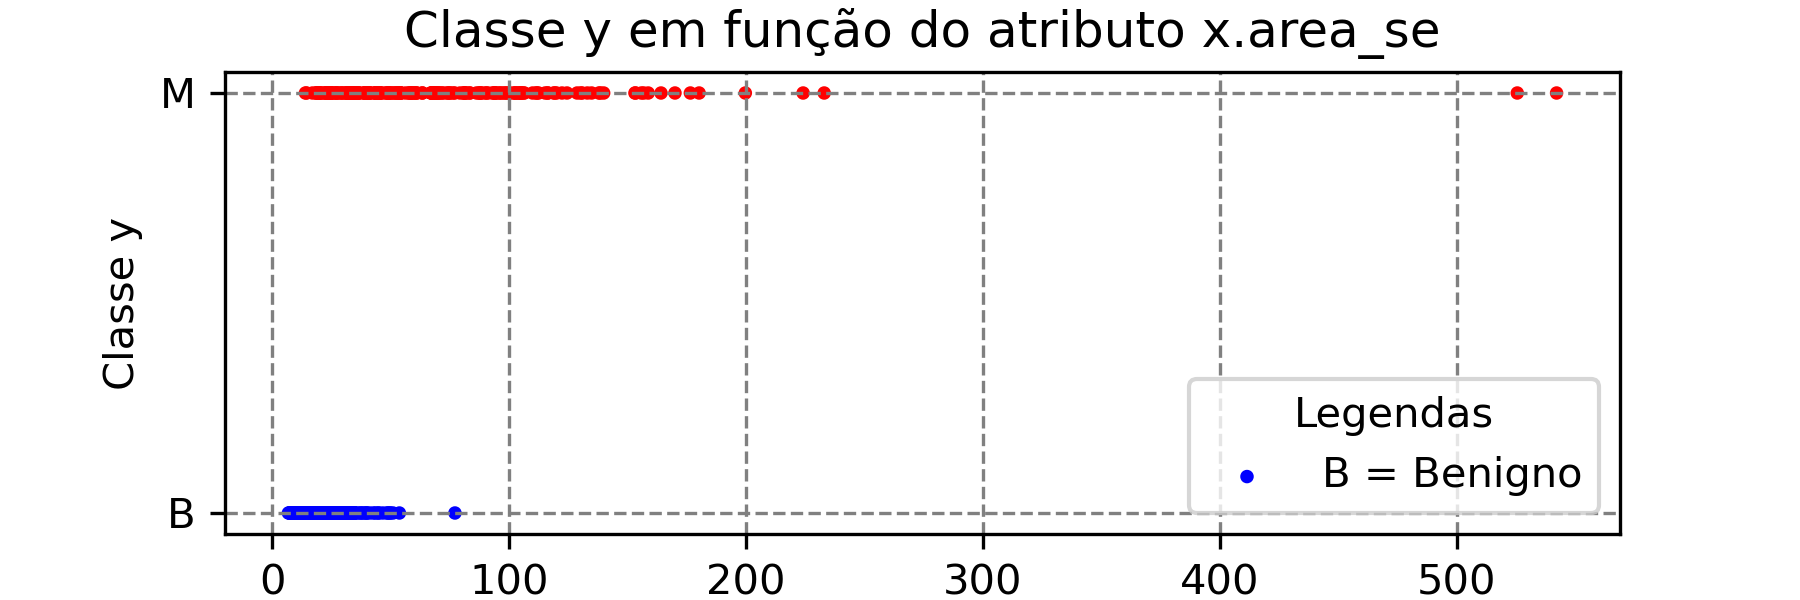 Classe y em função do atributo x.area_se
M
Classe y
B
Legendas
B = Benigno
0 100 200 300 400 500